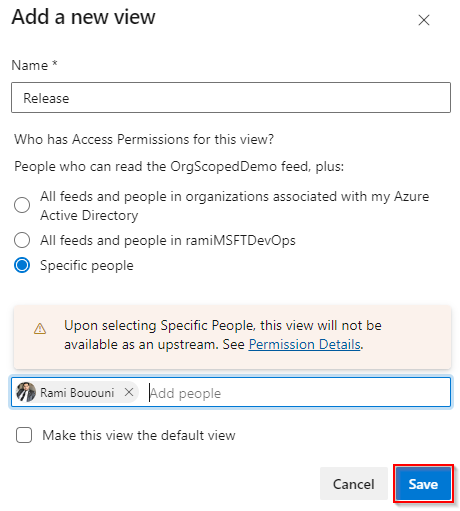 Add a new view
Name *
Release
Who has Access Permissions for this view?
People who can read the OrgScopedDemo feed, plus:
All feeds and people in organizations associated with my Azure
Active Directory
All feeds and people in ramiMSFTDevOps
Specific people
Upon selecting Specific People, this view will not be
available as an upstream. See Permission Details.
Rami Bououni Add people
Make this view the default view
Cancel Save